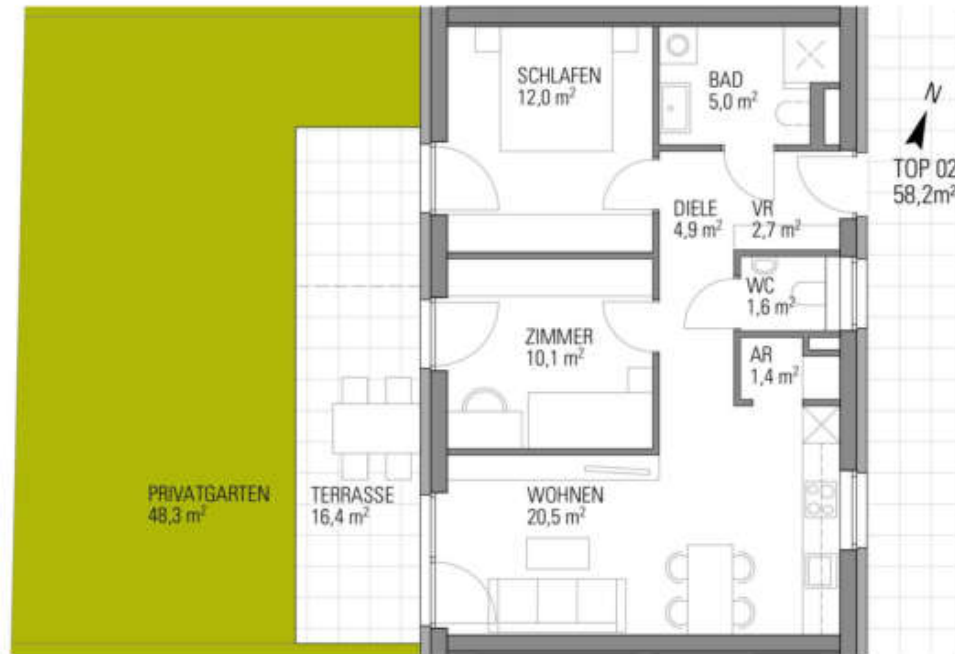 SCHLAFEN
12,0 m²
BAD
5,0 m²
N
TOP 02
58,2m²
DIELE
4,9 m²
VR
2,7 m²
WC
1,6 m²
ZIMMER
10,1 m²
AR
1,4 m²
PRIVATGARTEN
48,3 m²
TERRASSE
16,4 m²
WOHNEN
20,5 m²